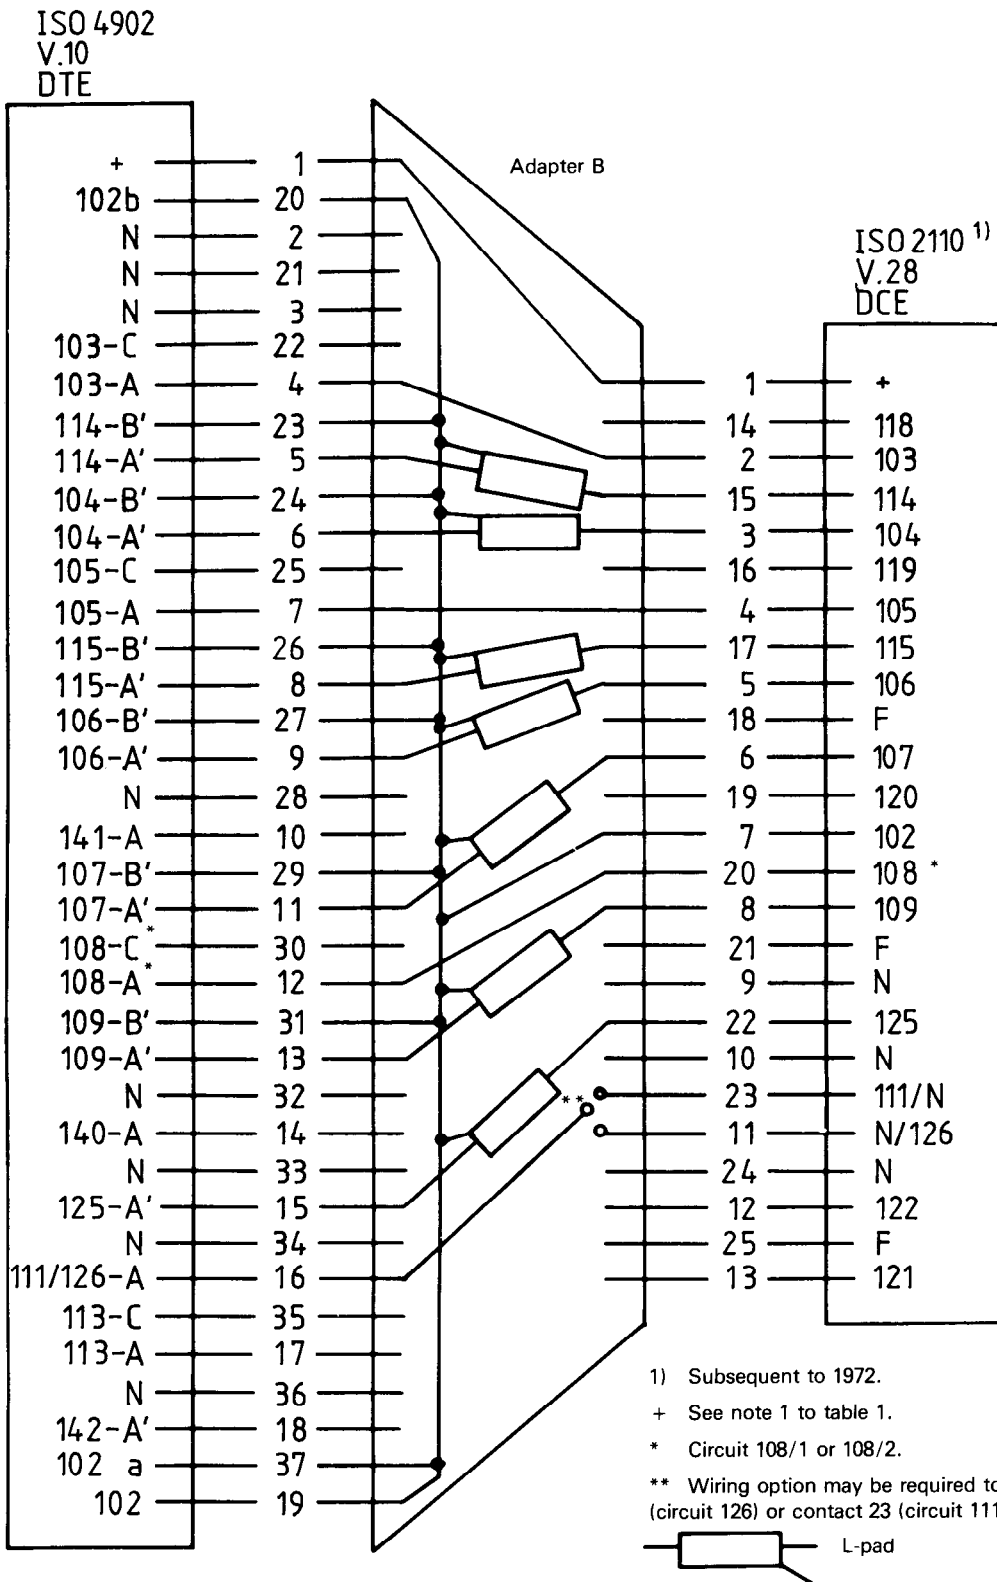 ISO 4902
V.10
DTE
Adapter B
ISO 2110 1)
V.28
DCE
+ 1
102b 20
N 2
N 21
N 3
103-C 22
103-A 4
114-B' 23
114-A' 5
104-B' 24
104-A' 6
105-C 25
105-A 7
115-B' 26
115-A' 8
106-B' 27
106-A' 9
N 28
141-A 10
107-B' 29
107-A' 11
108-C* 30
108-A* 12
109-B' 31
109-A' 13
N 32
140-A 14
N 33
125-A' 15
N 34
111/126-A 16
113-C 35
113-A 17
N 36
142-A' 18
102 a 37
102 19
**
1 +
14 118
2 103
15 114
3 104
16 119
4 105
17 115
5 106
18 F
6 107
19 120
7 102
20 108 *
8 109
21 F
9 N
22 125
10 N
23 111/N
11 N/126
24 N
12 122
25 F
13 121
1) Subsequent to 1972.
+ See note 1 to table 1.
* Circuit 108/1 or 108/2.
** Wiring option may be required to
(circuit 126) or contact 23 (circuit 111
L-pad